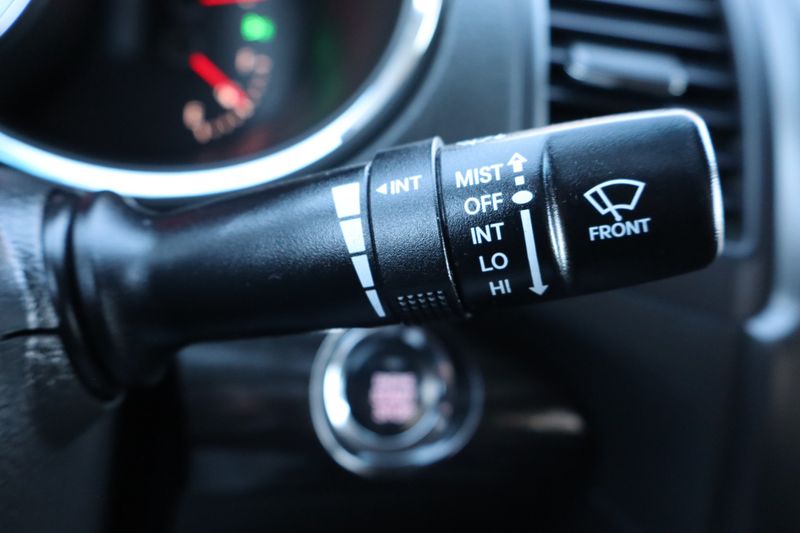 INT
MIST
OFF
INT
LO
HI
FRONT